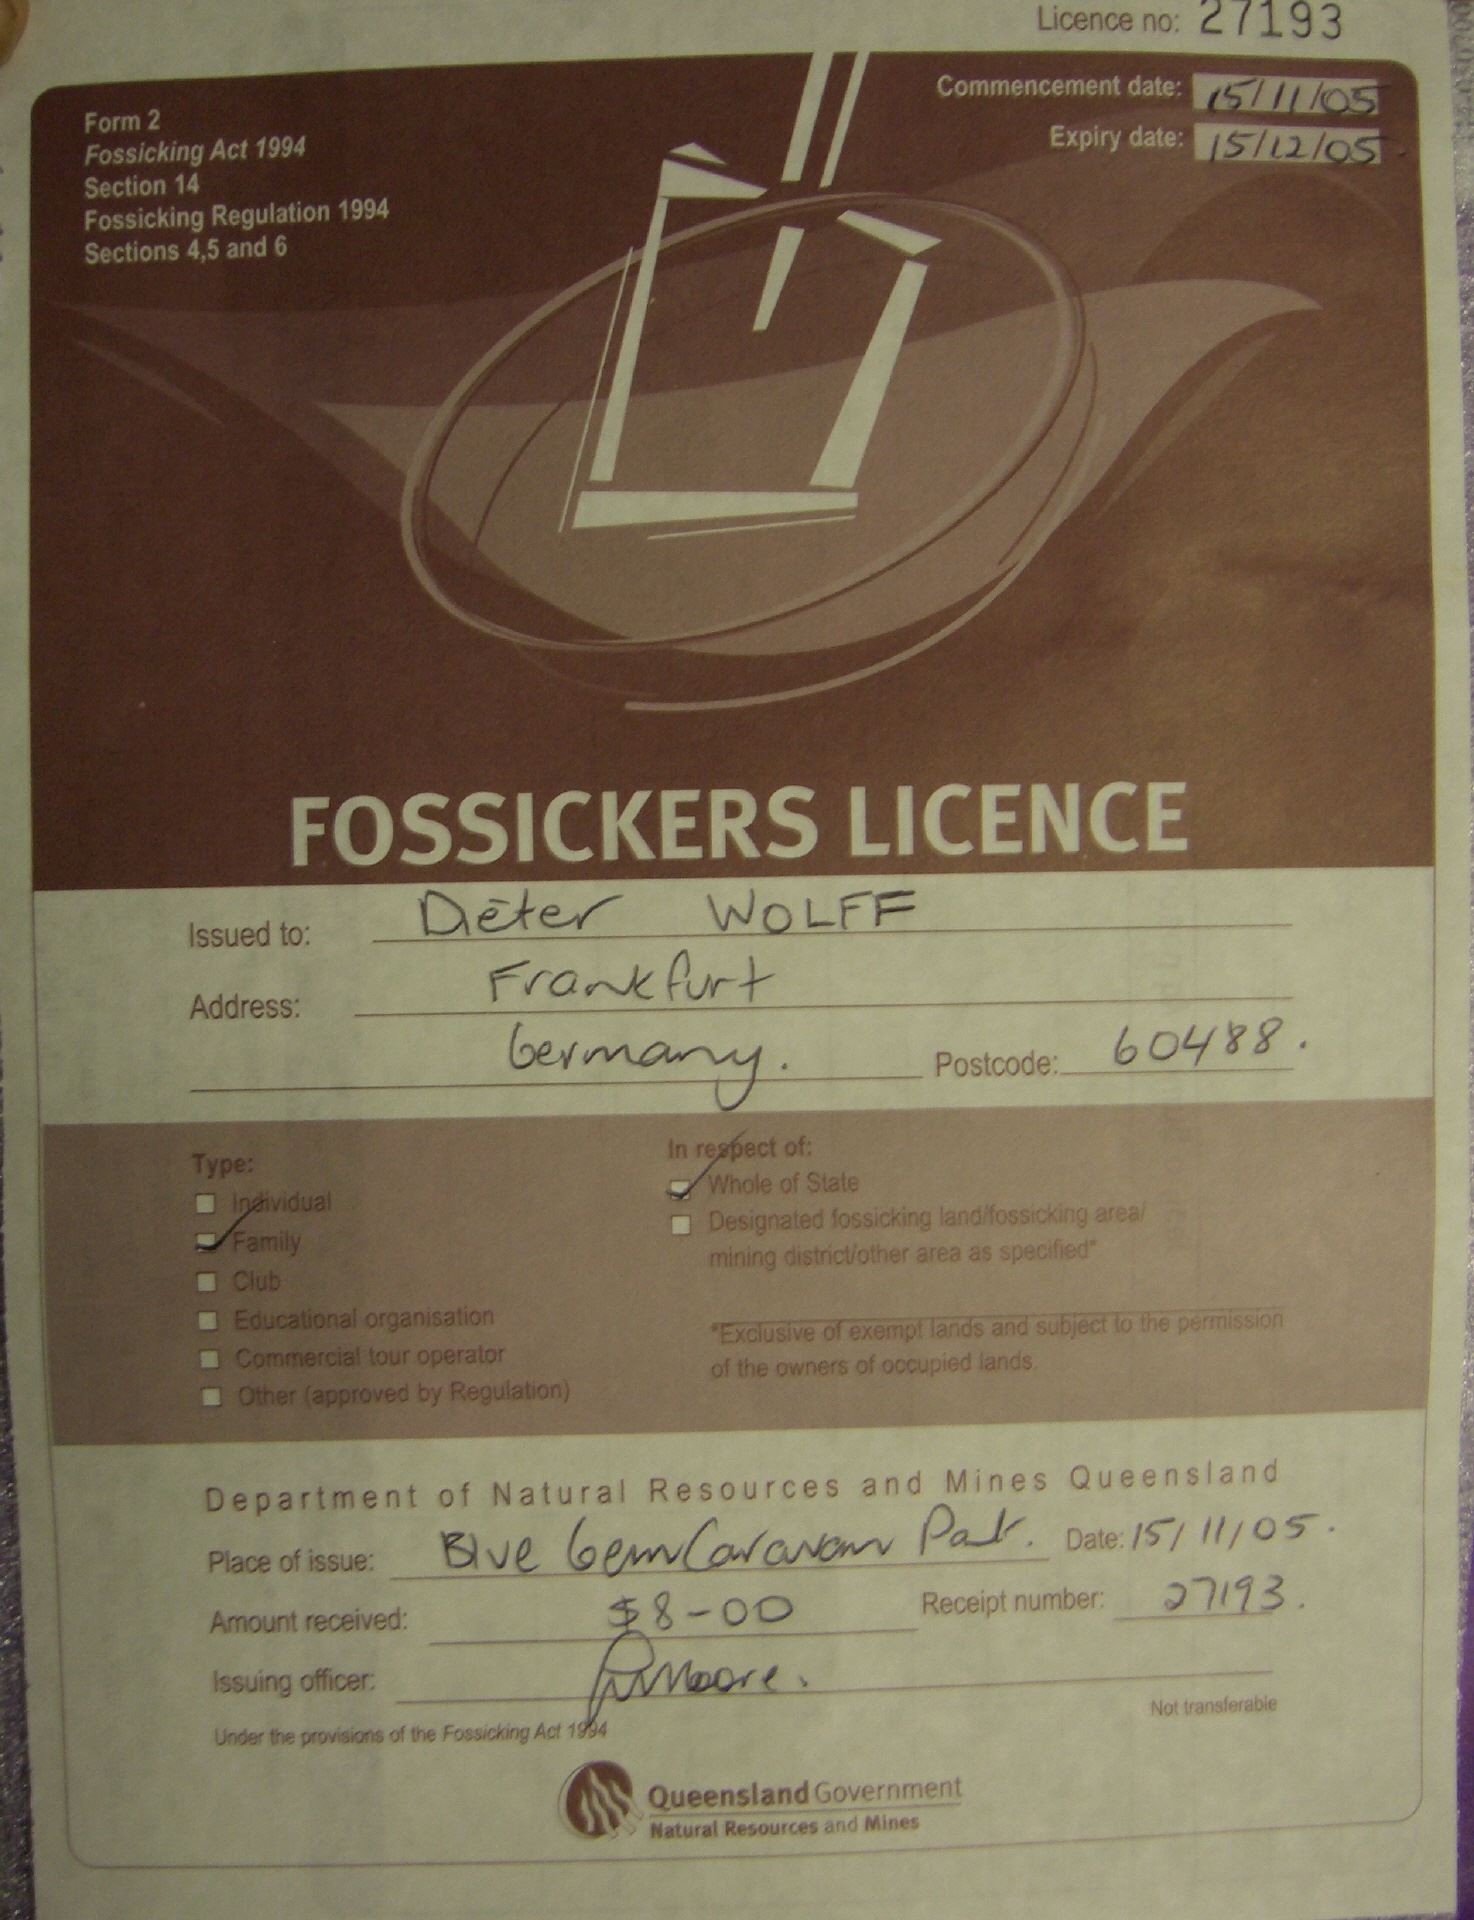 Licence no: 27193
Commencement date: 15/11/05
Expiry date: 15/12/05
Form 2
Fossicking Act 1994
Section 14
Fossicking Regulation 1994
Sections 4,5 and 6
FOSSICKERS LICENCE
Issued to: Dieter WOLFF
Address: Frankfurt
Germany. Postcode: 60488.
Type:
Individual
Family
Club
Educational organisation
Commercial tour operator
Other (approved by Regulation)
In respect of:
Whole of State
Designated fossicking land/fossicking area/
mining district/other area as specified*
*Exclusive of exempt lands and subject to the permission
of the owners of occupied lands.
Department of Natural Resources and Mines Queensland
Place of issue: Blue Gem Caravan Park. Date: 15/11/05.
Amount received: $8-00 Receipt number: 27193.
Issuing officer: Moore.
Not transferable
Under the provisions of the Fossicking Act 1994
Queensland Government
Natural Resources and Mines